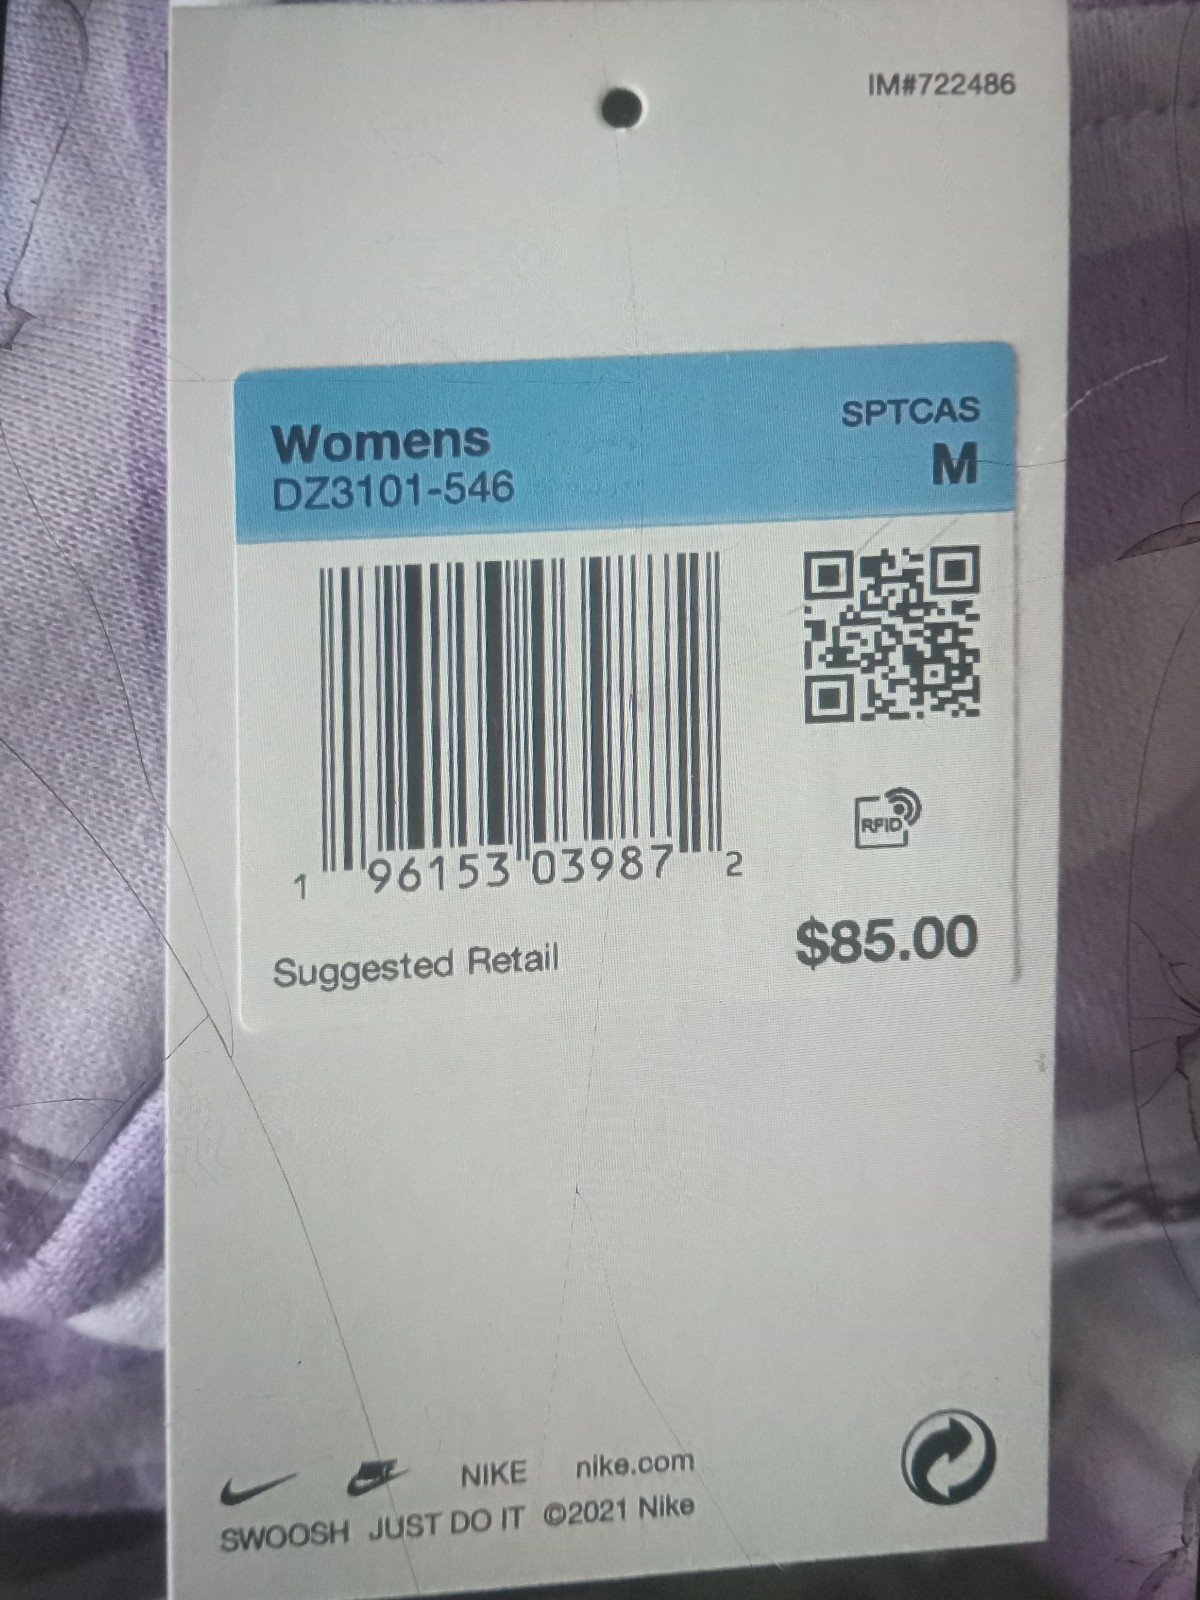 IM#722486
Womens
SPTCAS
DZ3101-546
M
1 96153 03987 2
RFID
Suggested Retail
$85.00
NIKE nike.com
SWOOSH JUST DO IT ©2021 Nike